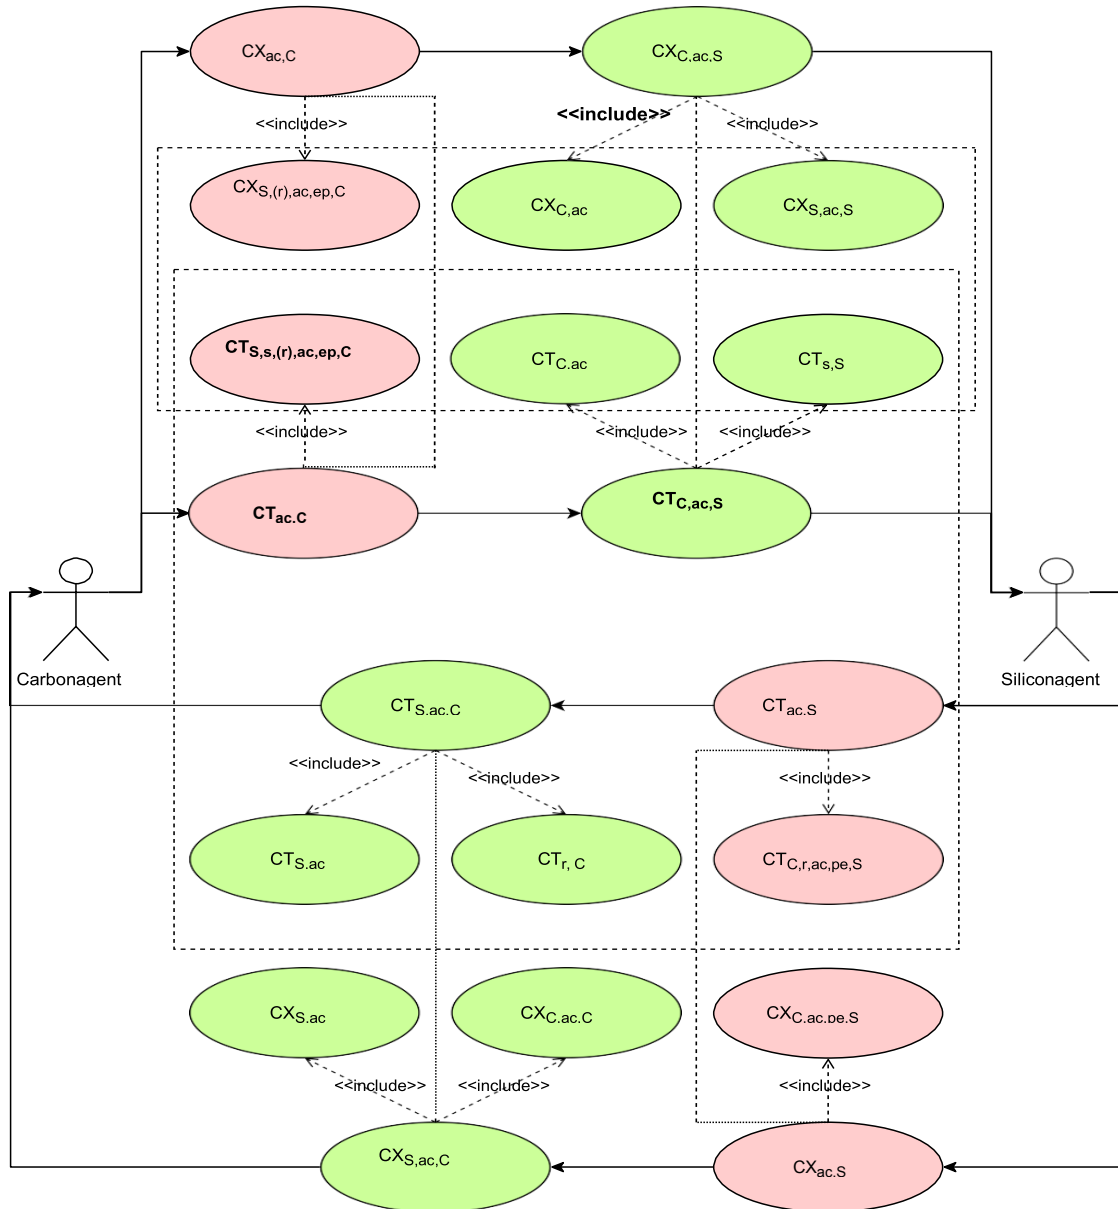 CXac,C
CXC,ac,S
<<include>>
<<include>>
<<include>>
CXS,(r),ac,ep,C
CXC,ac
CXS,ac,S
CTS,s,(r),ac,ep,C
CTC.ac
CTs,S
<<include>>
<<include>>
<<include>>
CTac.C
CTC,ac,S
Carbonagent
Siliconagent
CTS.ac.C
CTac.S
<<include>>
<<include>>
<<include>>
CTS.ac
CTr, C
CTC,r,ac,pe,S
CXS.ac
CXC.ac.C
CXC.ac.pe.S
<<include>>
<<include>>
<<include>>
CXS,ac,C
CXac.S